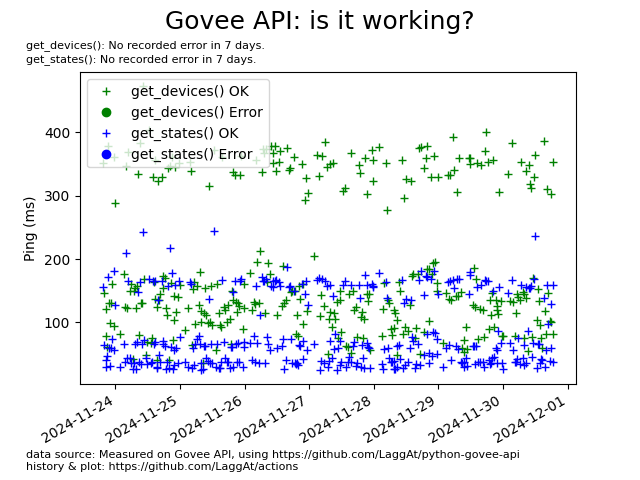 Govee API: is it working?
get_devices(): No recorded error in 7 days.
get_states(): No recorded error in 7 days.
get_devices() OK
get_devices() Error
get_states() OK
get_states() Error
400
300
200
100
Ping (ms)
2024-11-24
2024-11-25
2024-11-26
2024-11-27
2024-11-28
2024-11-29
2024-11-30
2024-12-01
data source: Measured on Govee API, using https://github.com/LaggAt/python-govee-api
history & plot: https://github.com/LaggAt/actions